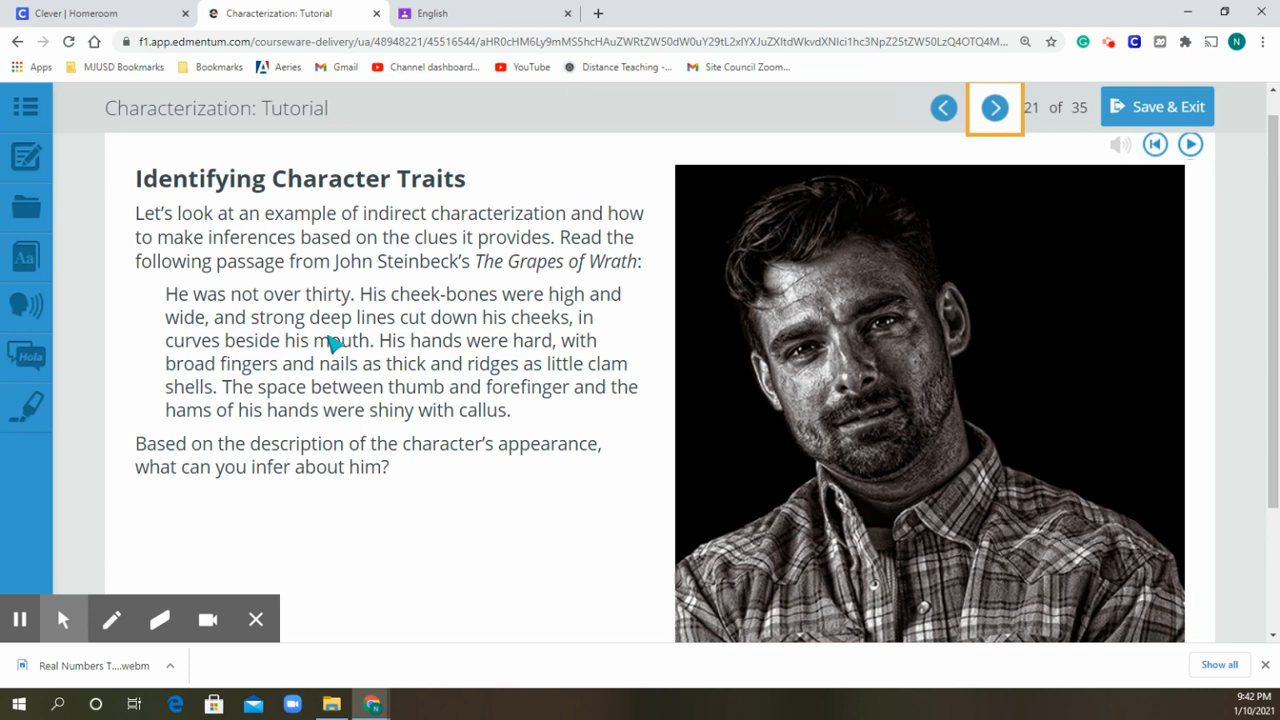 Clever | Homeroom
Characterization: Tutorial
English
f1.app.edmentum.com/courseware-delivery/ua/48948221/45516544/
Apps
MJUSD Bookmarks
Bookmarks
Aeries
Gmail
Channel dashboard...
YouTube
Distance Teaching -...
Site Council Zoom...
N
Characterization: Tutorial
21 of 35
Save & Exit
Identifying Character Traits
Let's look at an example of indirect characterization and how
to make inferences based on the clues it provides. Read the
following passage from John Steinbeck's The Grapes of Wrath:
He was not over thirty. His cheek-bones were high and
wide, and strong deep lines cut down his cheeks, in
curves beside his mouth. His hands were hard, with
broad fingers and nails as thick and ridges as little clam
shells. The space between thumb and forefinger and the
hams of his hands were shiny with callus.
Based on the description of the character's appearance,
what can you infer about him?
Aa
Hola
Real Numbers T....webm
Show all
9:42 PM
1/10/2021